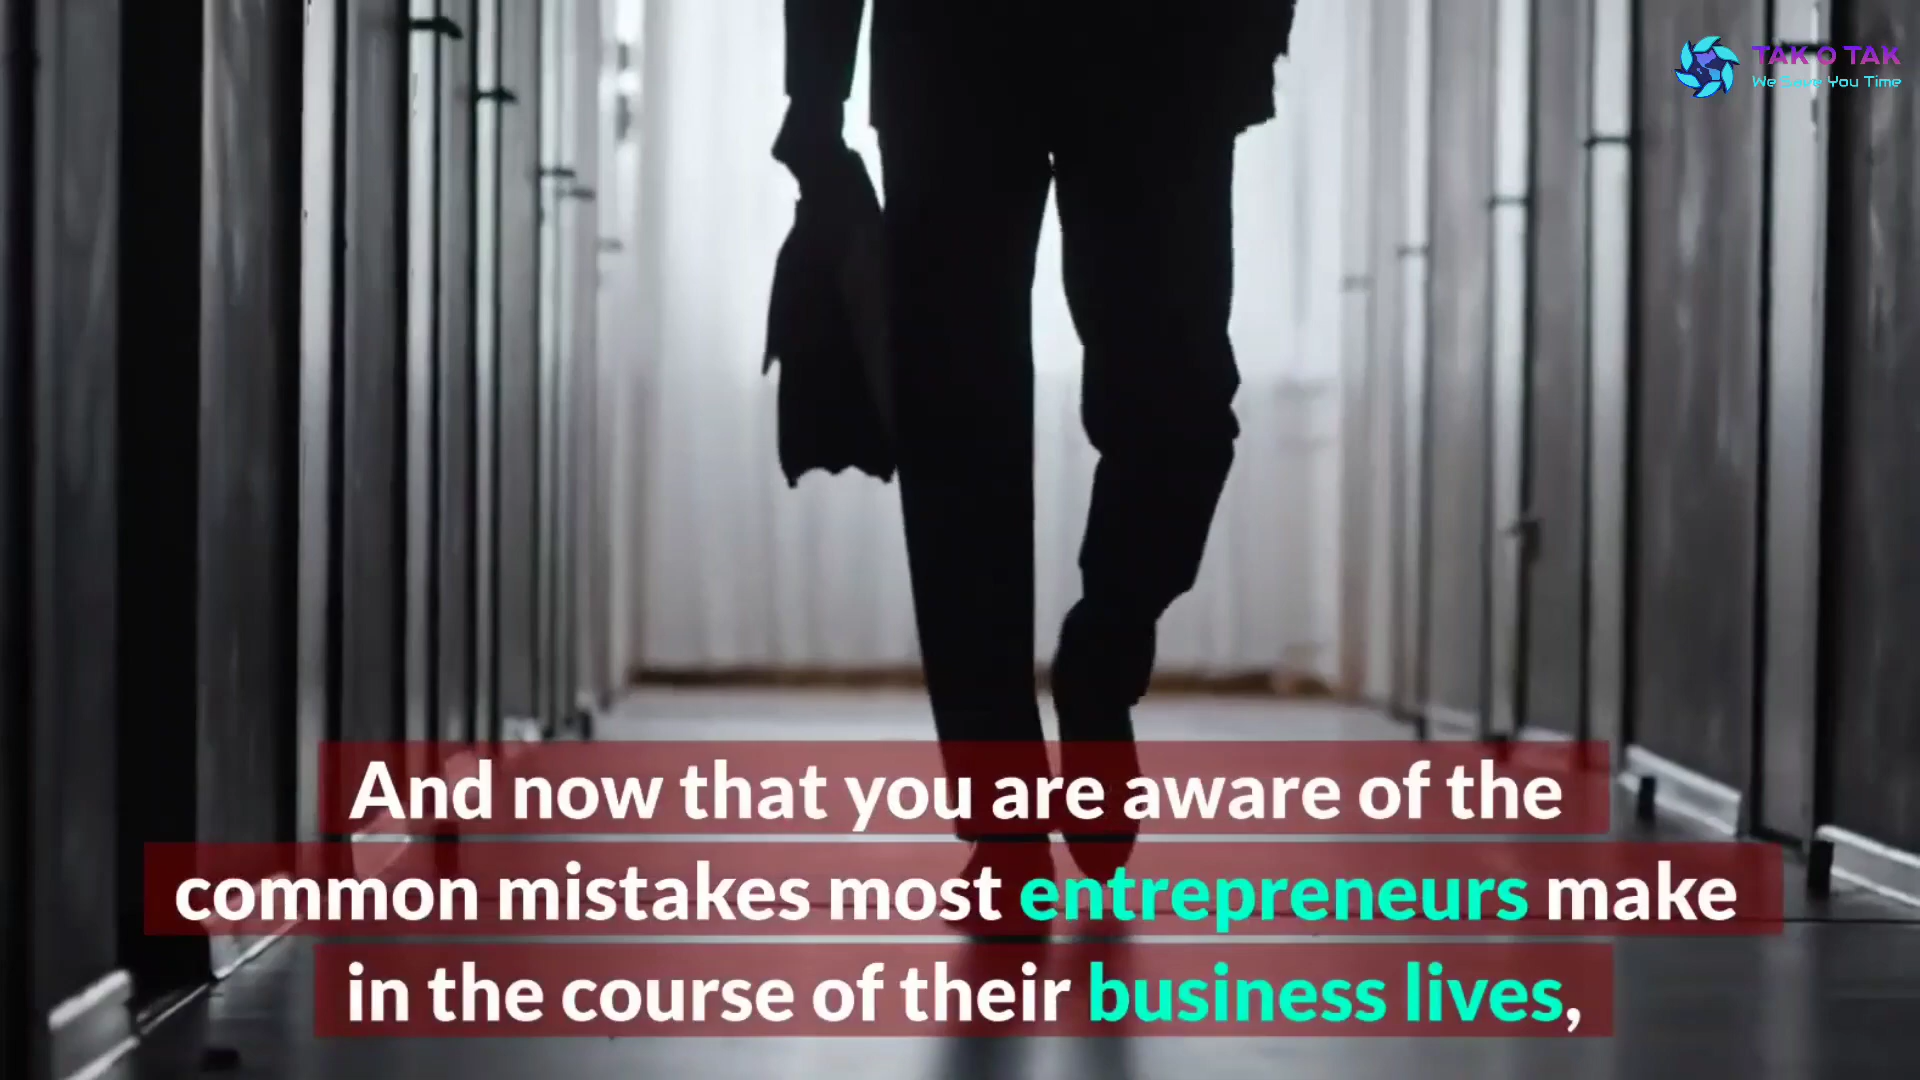 TAK O TAK
We Save You Time
And now that you are aware of the
common mistakes most entrepreneurs make
in the course of their business lives,